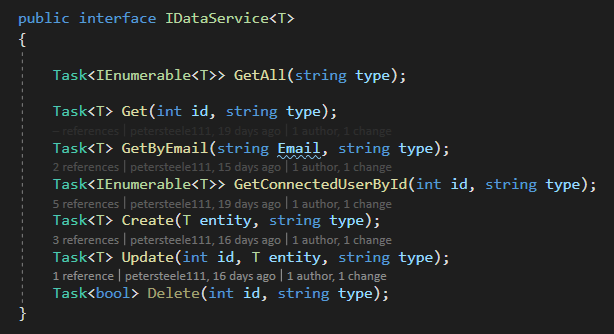 public interface IDataService<T>
{
Task<IEnumerable<T>> GetAll(string type);
Task<T> Get(int id, string type);
– references | petersteele111, 19 days ago | 1 author, 1 change
Task<T> GetByEmail(string Email, string type);
2 references | petersteele111, 15 days ago | 1 author, 1 change
Task<IEnumerable<T>> GetConnectedUserById(int id, string type);
5 references | petersteele111, 19 days ago | 1 author, 1 change
Task<T> Create(T entity, string type);
3 references | petersteele111, 16 days ago | 1 author, 1 change
Task<T> Update(int id, T entity, string type);
1 reference | petersteele111, 16 days ago | 1 author, 1 change
Task<bool> Delete(int id, string type);
}